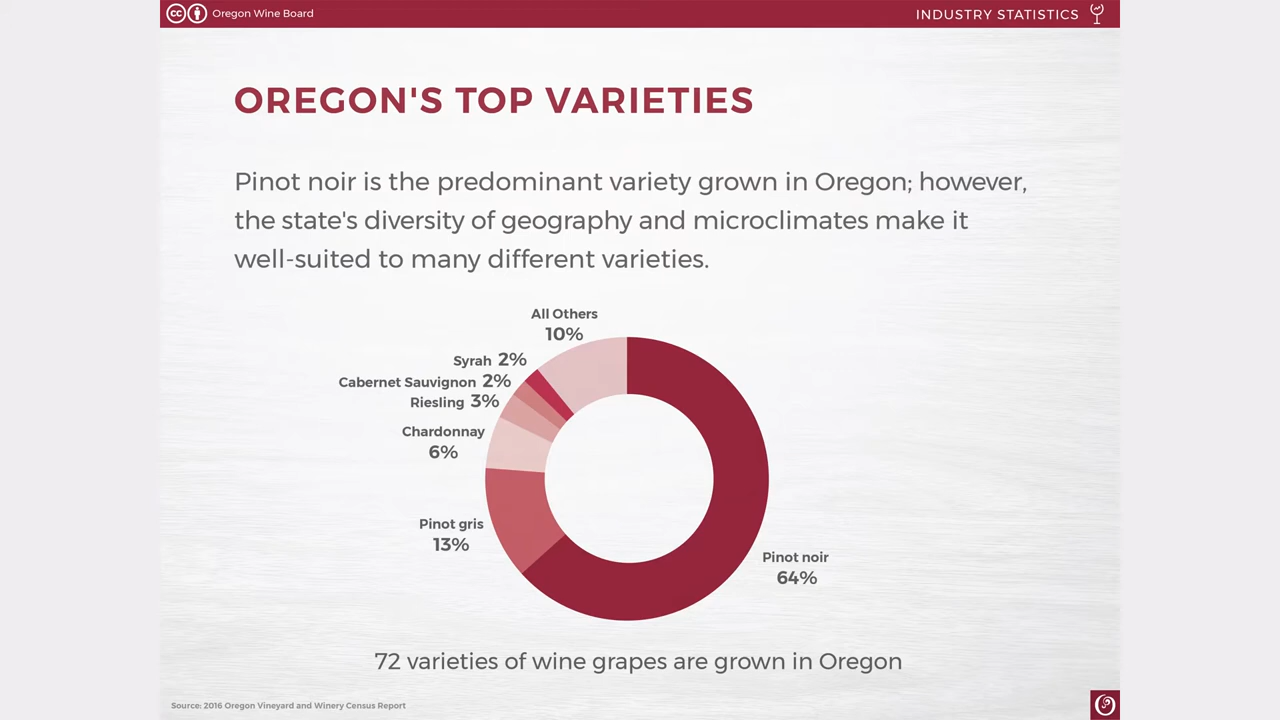 Oregon Wine Board
INDUSTRY STATISTICS
OREGON'S TOP VARIETIES
Pinot noir is the predominant variety grown in Oregon; however,
the state's diversity of geography and microclimates make it
well-suited to many different varieties.
All Others
10%
Syrah 2%
Cabernet Sauvignon 2%
Riesling 3%
Chardonnay
6%
Pinot gris
13%
Pinot noir
64%
72 varieties of wine grapes are grown in Oregon
Source: 2016 Oregon Vineyard and Winery Census Report